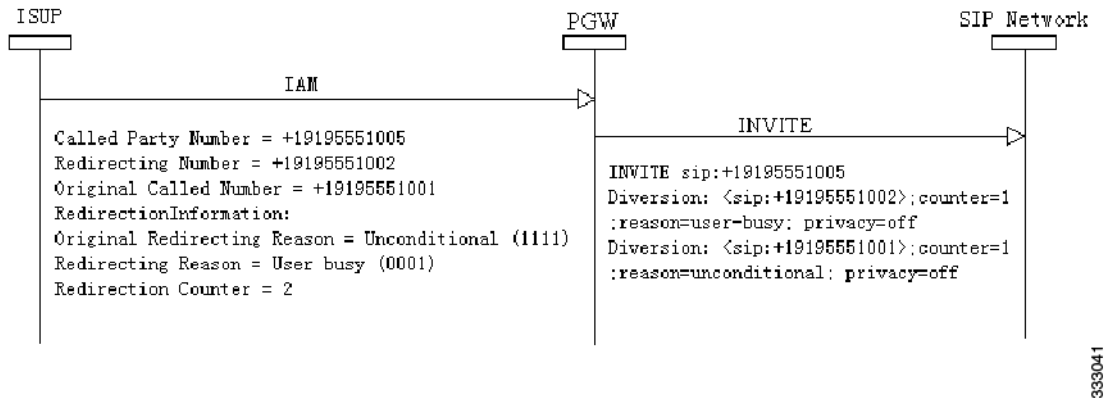 ISUP
PGW
SIP Network
IAM
INVITE
Called Party Number = +19195551005
Redirecting Number = +19195551002
Original Called Number = +19195551001
RedirectionInformation:
Original Redirecting Reason = Unconditional (1111)
Redirecting Reason = User busy (0001)
Redirection Counter = 2
INVITE sip:+19195551005
Diversion: <sip:+19195551002>;counter=1
;reason=user-busy; privacy=off
Diversion: <sip:+19195551001>;counter=1
;reason=unconditional; privacy=off
333041